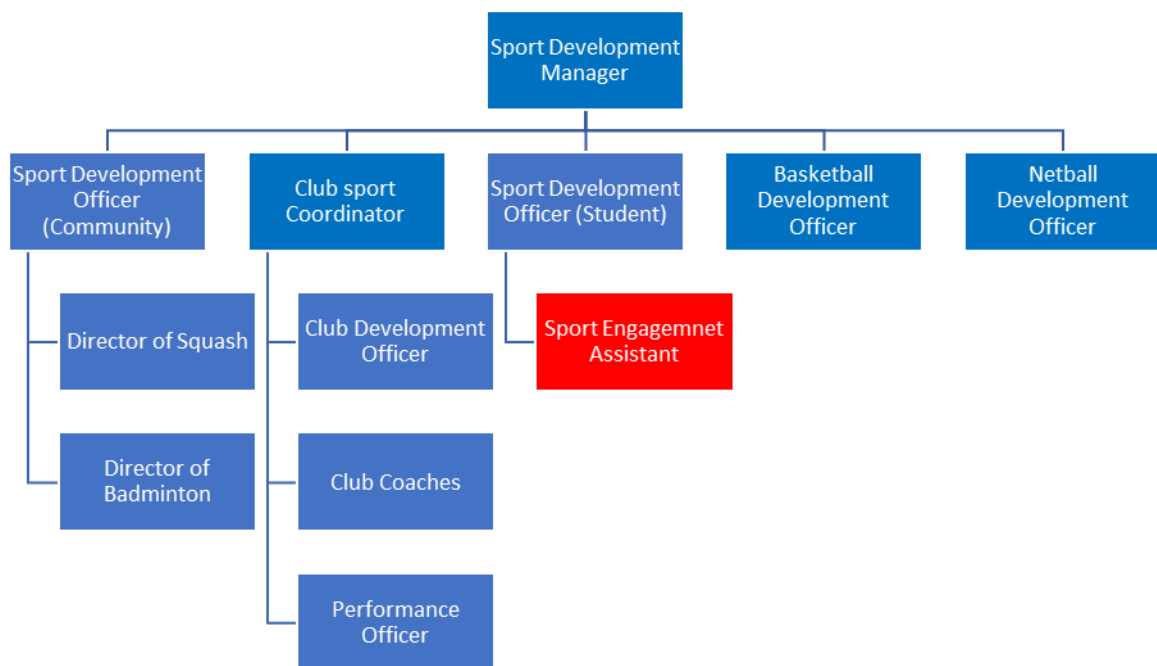 Sport Development
Manager
Sport Development
Officer
(Community)
Club sport
Coordinator
Sport Development
Officer (Student)
Basketball
Development
Officer
Netball
Development
Officer
Director of Squash
Club Development
Officer
Sport Engagemnet
Assistant
Director of
Badminton
Club Coaches
Performance
Officer